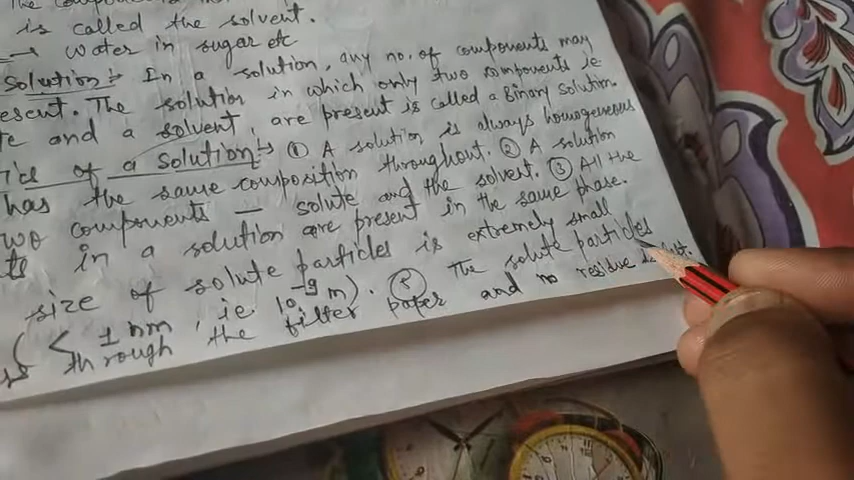 is called the solvent.
→ water in sugar etc
solution :- In a solution, any no. of components may
esent. The solution in which only two components ie
te and a solvent, are present is called a Binary solution.
of a solution :- ① A solution is always homogeneous
has the same composition throughout. ② A solution
wo components — solute and the solvent. ③ All the
ts in a solution are present in the same phase.
size of solute particles is extremely small
< 1 nm, ie 10⁻⁹ m). The solute particles
through the filter paper and no residue is